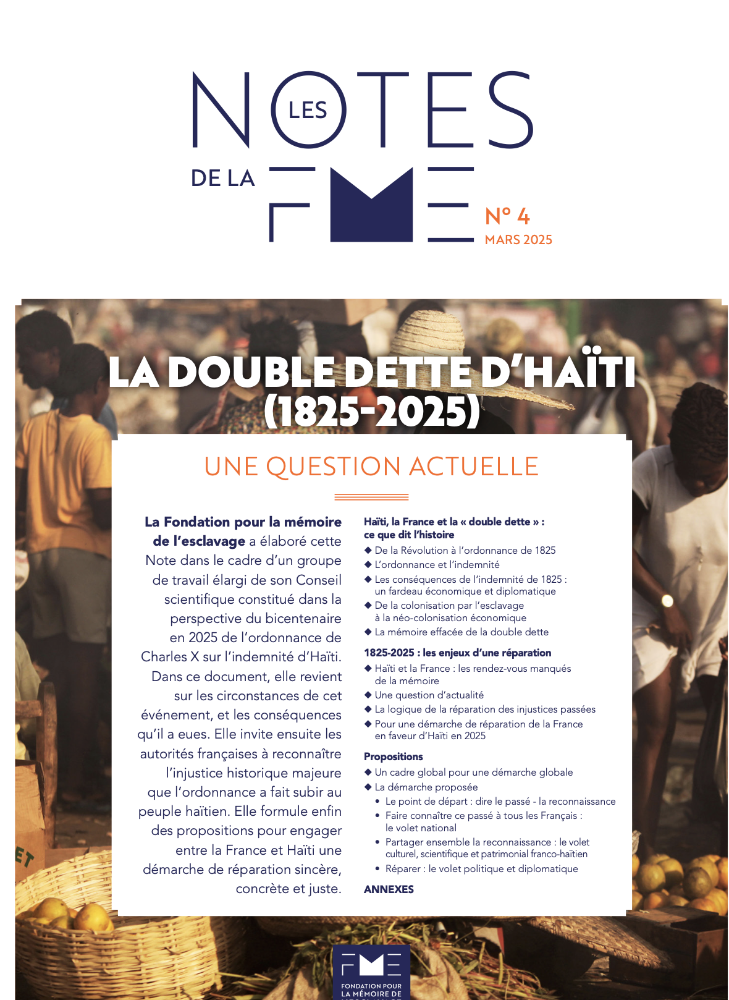 LES
NOTES
DE LA
FME
N° 4
MARS 2025
LA DOUBLE DETTE D’HAÏTI
(1825-2025)
UNE QUESTION ACTUELLE
La Fondation pour la mémoire
de l’esclavage a élaboré cette
Note dans le cadre d’un groupe
de travail élargi de son Conseil
scientifique constitué dans la
perspective du bicentenaire
en 2025 de l’ordonnance de
Charles X sur l’indemnité d’Haïti.
Dans ce document, elle revient
sur les circonstances de cet
événement, et les conséquences
qu’il a eues. Elle invite ensuite les
autorités françaises à reconnaître
l’injustice historique majeure
que l’ordonnance a fait subir au
peuple haïtien. Elle formule enfin
des propositions pour engager
entre la France et Haïti une
démarche de réparation sincère,
concrète et juste.
Haïti, la France et la « double dette » :
ce que dit l’histoire
◆ De la Révolution à l’ordonnance de 1825
◆ L’ordonnance et l’indemnité
◆ Les conséquences de l’indemnité de 1825 :
un fardeau économique et diplomatique
◆ De la colonisation par l’esclavage
à la néo-colonisation économique
◆ La mémoire effacée de la double dette
1825-2025 : les enjeux d’une réparation
◆ Haïti et la France : les rendez-vous manqués
de la mémoire
◆ Une question d’actualité
◆ La logique de la réparation des injustices passées
◆ Pour une démarche de réparation de la France
en faveur d’Haïti en 2025
Propositions
◆ Un cadre global pour une démarche globale
◆ La démarche proposée
• Le point de départ : dire le passé - la reconnaissance
• Faire connaître ce passé à tous les Français :
le volet national
• Partager ensemble la reconnaissance : le volet
culturel, scientifique et patrimonial franco-haïtien
• Réparer : le volet politique et diplomatique
ANNEXES
ET
FME
FONDATION POUR
LA MÉMOIRE DE